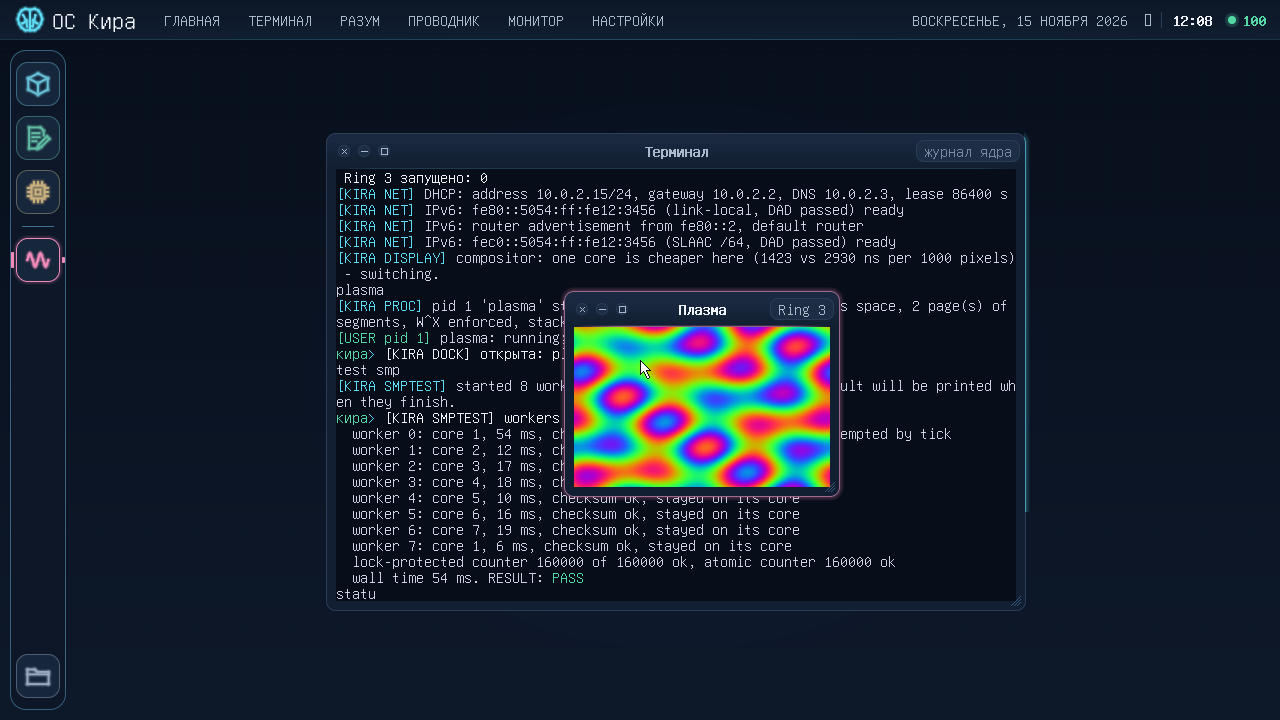 ОС Кира ГЛАВНАЯ ТЕРМИНАЛ РАЗУМ ПРОВОДНИК МОНИТОР НАСТРОЙКИ ВОСКРЕСЕНЬЕ, 15 НОЯБРЯ 2026 12:08 100
Терминал журнал ядра
Ring 3 запущено: 0
[KIRA NET] DHCP: address 10.0.2.15/24, gateway 10.0.2.2, DNS 10.0.2.3, lease 86400 s
[KIRA NET] IPv6: fe80::5054:ff:fe12:3456 (link-local, DAD passed) ready
[KIRA NET] IPv6: router advertisement from fe80::2, default router
[KIRA NET] IPv6: fec0::5054:ff:fe12:3456 (SLAAC /64, DAD passed) ready
[KIRA DISPLAY] compositor: one core is cheaper here (1423 vs 2930 ns per 1000 pixels)
- switching.
plasma
[KIRA PROC] pid 1 'plasma' s space, 2 page(s) of
segments, W^X enforced, stac
[USER pid 1] plasma: running
кира> [KIRA DOCK] открыта:
test smp
[KIRA SMPTEST] started 8 work ult will be printed wh
en they finish.
кира> [KIRA SMPTEST] workers
worker 0: core 1, 54 ms, empted by tick
worker 1: core 2, 12 ms,
worker 2: core 3, 17 ms,
worker 3: core 4, 18 ms,
worker 4: core 5, 10 ms, checksum ok, stayed on its core
worker 5: core 6, 16 ms, checksum ok, stayed on its core
worker 6: core 7, 19 ms, checksum ok, stayed on its core
worker 7: core 1, 6 ms, checksum ok, stayed on its core
lock-protected counter 160000 of 160000 ok, atomic counter 160000 ok
wall time 54 ms. RESULT: PASS
statu
Плазма Ring 3